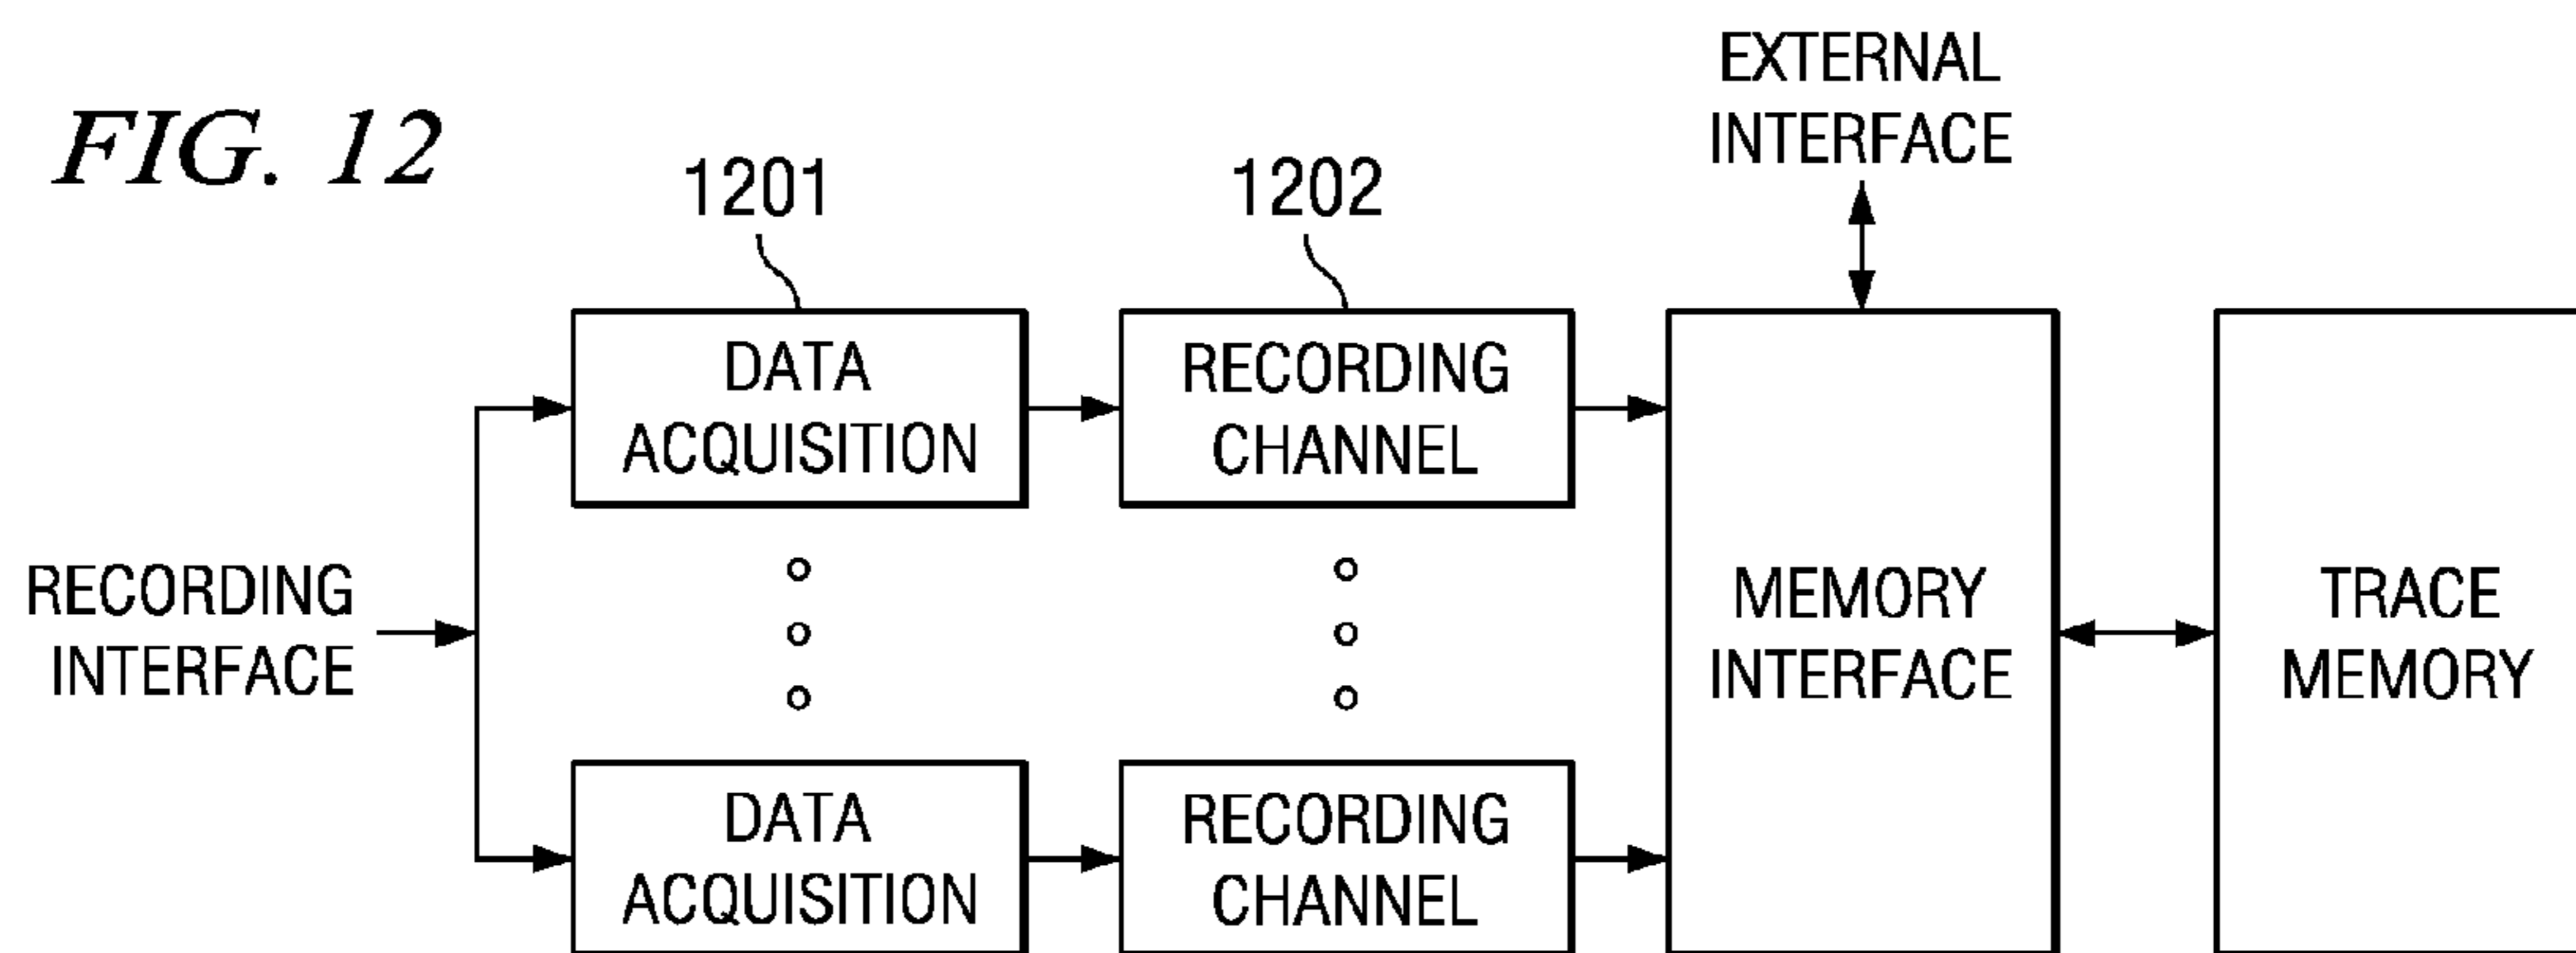 FIG. 12
EXTERNAL
INTERFACE
1201
1202
DATA
ACQUISITION
RECORDING
CHANNEL
RECORDING
INTERFACE
MEMORY
INTERFACE
TRACE
MEMORY
DATA
ACQUISITION
RECORDING
CHANNEL